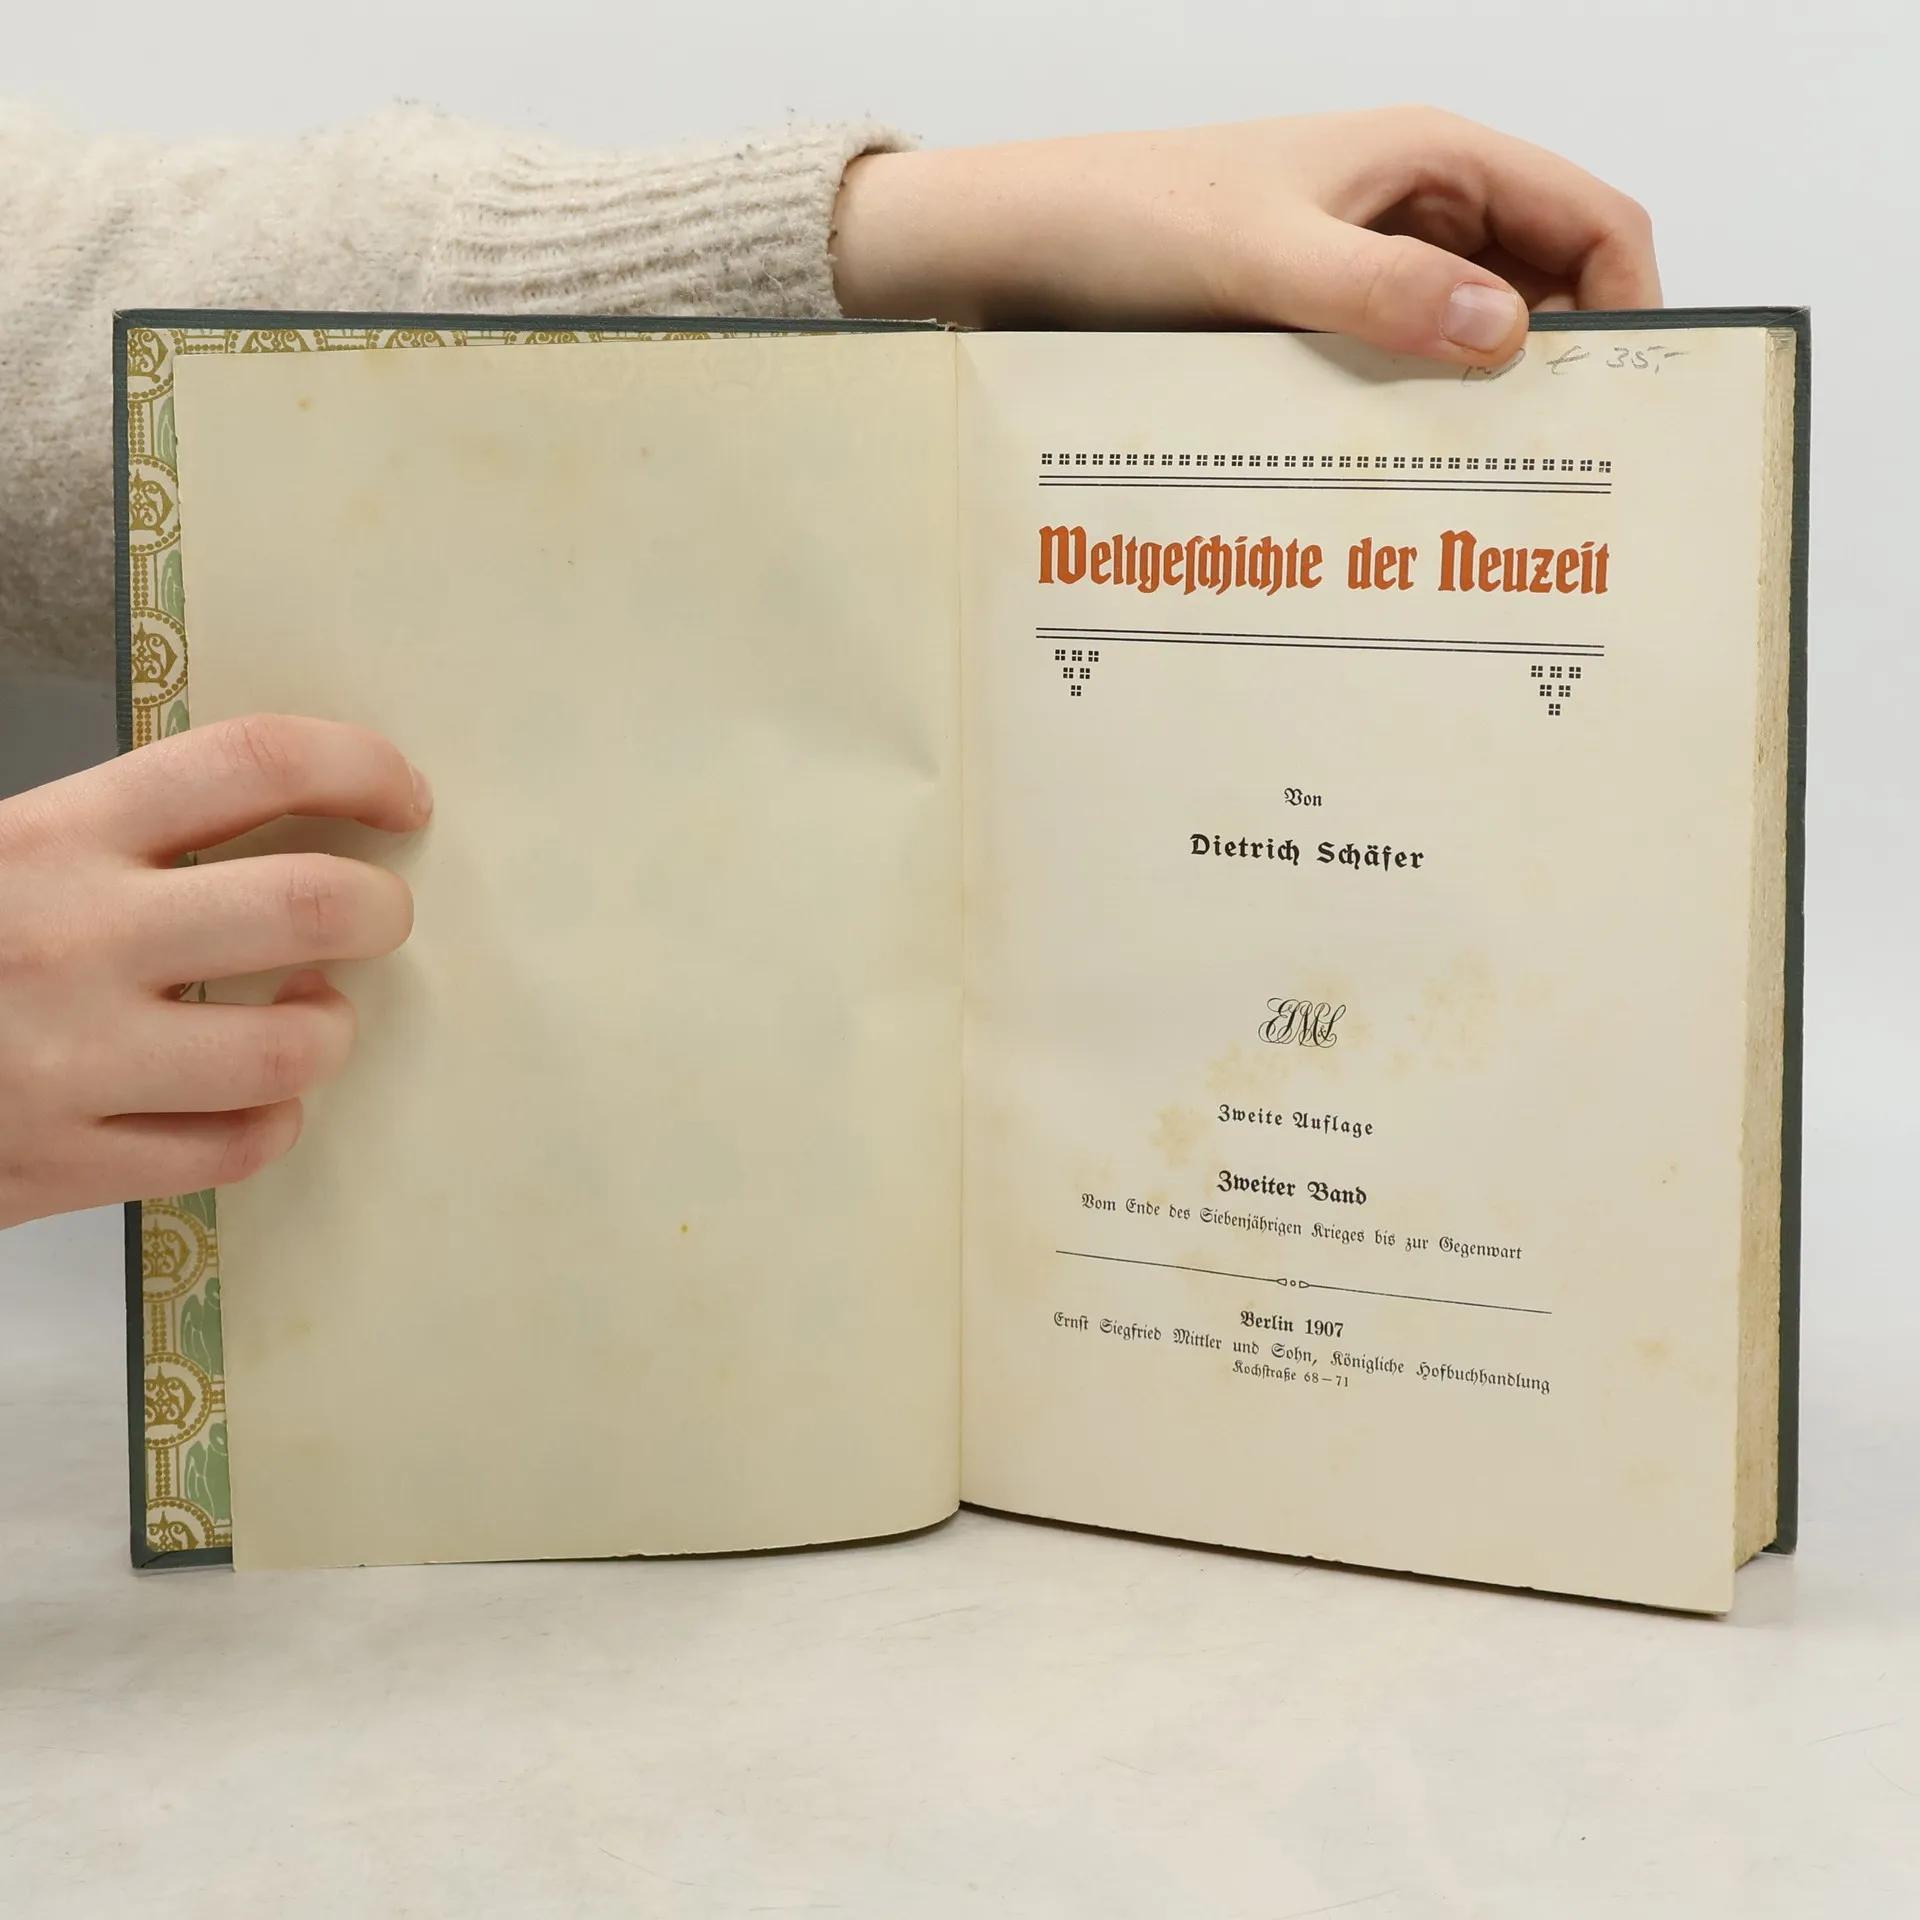 € 35,-
Weltgeschichte der Neuzeit
Von
Dietrich Schäfer
Zweite Auflage
Zweiter Band
Vom Ende des Siebenjährigen Krieges bis zur Gegenwart
Berlin 1907
Ernst Siegfried Mittler und Sohn, Königliche Hofbuchhandlung
Kochstraße 68–71